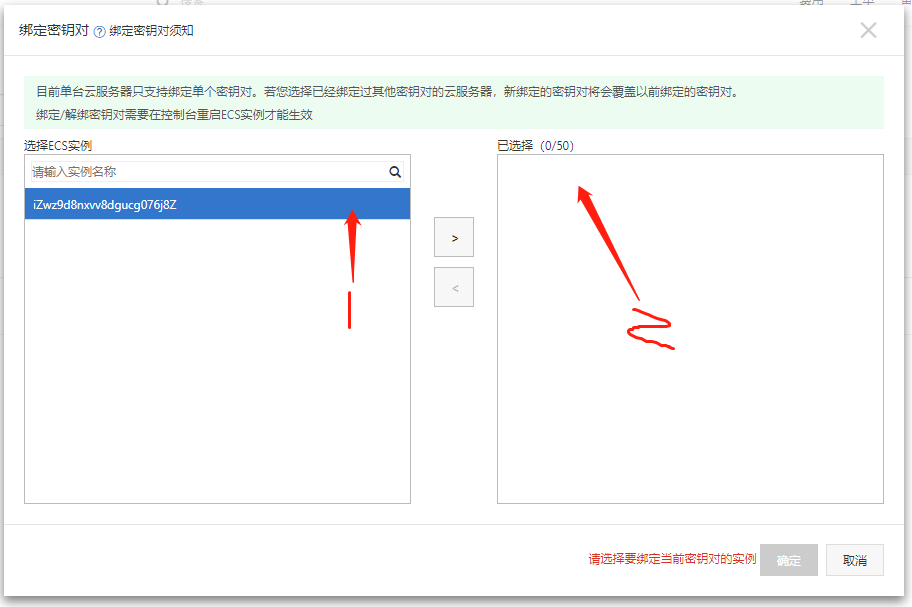 绑定密钥对 ? 绑定密钥对须知
目前单台云服务器只支持绑定单个密钥对。若您选择已经绑定过其他密钥对的云服务器，新绑定的密钥对将会覆盖以前绑定的密钥对。
绑定/解绑密钥对需要在控制台重启ECS实例才能生效
选择ECS实例
请输入实例名称
iZwz9d8nxvv8dgucg076j8Z
1
>
<
已选择（0/50）
2
请选择要绑定当前密钥对的实例
确定
取消